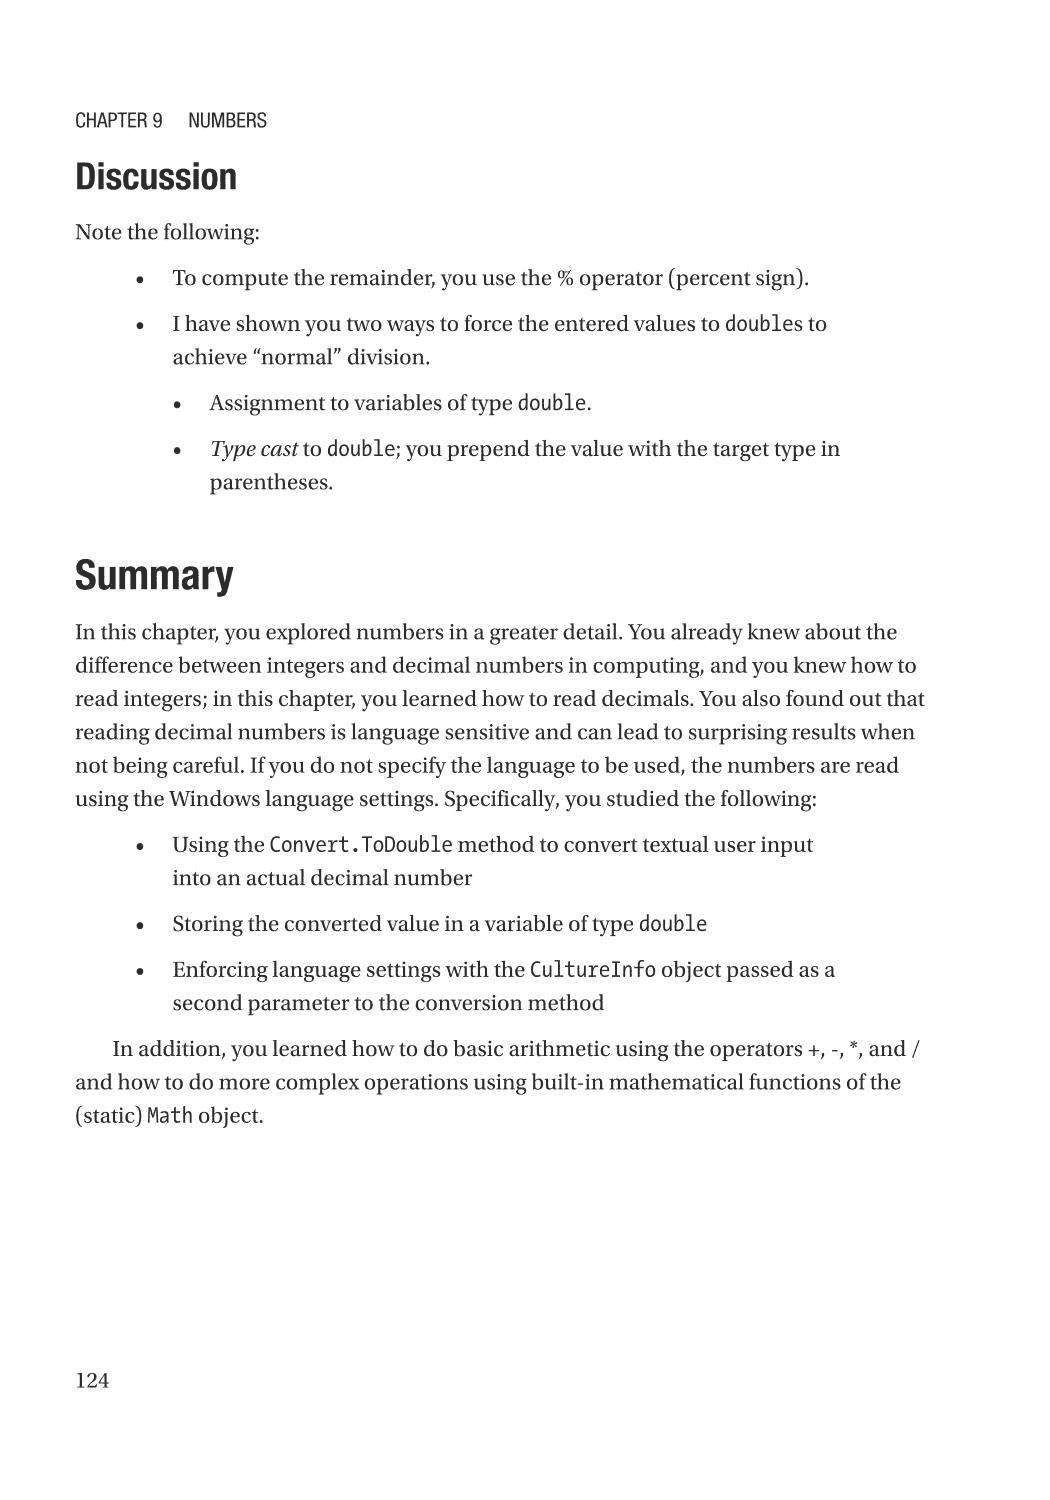 CHAPTER 9 NUMBERS
Discussion
Note the following:
• To compute the remainder, you use the % operator (percent sign).
• I have shown you two ways to force the entered values to doubles to
achieve “normal” division.
• Assignment to variables of type double.
• Type cast to double; you prepend the value with the target type in
parentheses.
Summary
In this chapter, you explored numbers in a greater detail. You already knew about the
difference between integers and decimal numbers in computing, and you knew how to
read integers; in this chapter, you learned how to read decimals. You also found out that
reading decimal numbers is language sensitive and can lead to surprising results when
not being careful. If you do not specify the language to be used, the numbers are read
using the Windows language settings. Specifically, you studied the following:
• Using the Convert.ToDouble method to convert textual user input
into an actual decimal number
• Storing the converted value in a variable of type double
• Enforcing language settings with the CultureInfo object passed as a
second parameter to the conversion method
In addition, you learned how to do basic arithmetic using the operators +, -, *, and /
and how to do more complex operations using built-in mathematical functions of the
(static) Math object.
124